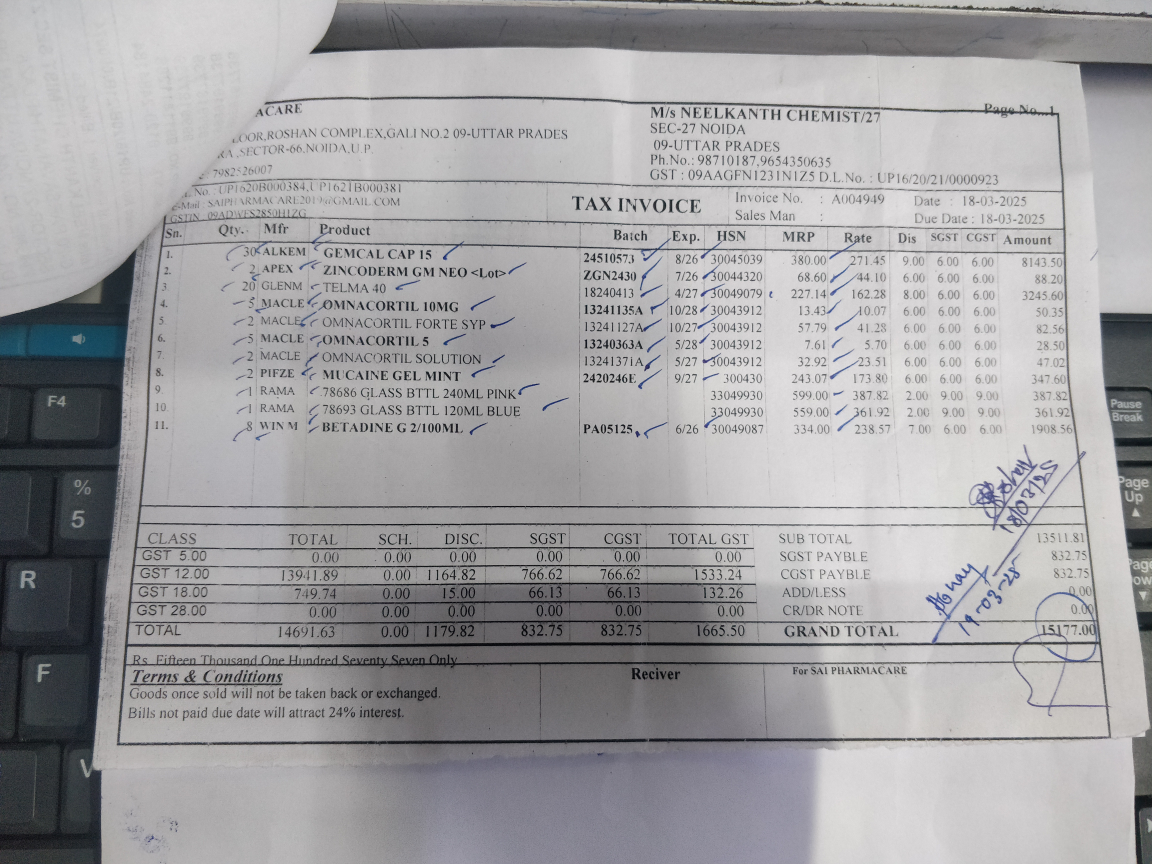 ACARE
LOOR,ROSHAN COMPLEX,GALI NO.2 09-UTTAR PRADES
RA ,SECTOR-66,NOIDA,U.P.
7982526007
L.No. : UP1620B000384,UP1621B000381
e-Mail : SAIPHARMACARE2019@GMAIL.COM
GSTIN : 09ADWFS2850H1ZG
Page No...1
M/s NEELKANTH CHEMIST/27
SEC-27 NOIDA
09-UTTAR PRADES
Ph.No.: 98710187,9654350635
GST : 09AAGFN1231N1Z5 D.L.No. : UP16/20/21/0000923
TAX INVOICE
Invoice No. : A004949 Date : 18-03-2025
Sales Man : Due Date : 18-03-2025
Sn. Qty. Mfr Product Batch Exp. HSN MRP Rate Dis SGST CGST Amount
1. 30 ALKEM GEMCAL CAP 15 24510573 8/26 30045039 380.00 271.45 9.00 6.00 6.00 8143.50
2. 2 APEX ZINCODERM GM NEO <Lot> ZGN2430 7/26 30044320 68.60 44.10 6.00 6.00 6.00 88.20
3. 20 GLENM TELMA 40 18240413 4/27 30049079 227.14 162.28 8.00 6.00 6.00 3245.60
4. 5 MACLE OMNACORTIL 10MG 13241135A 10/28 30043912 13.43 10.07 6.00 6.00 6.00 50.35
5. 2 MACLE OMNACORTIL FORTE SYP 13241127A 10/27 30043912 57.79 41.28 6.00 6.00 6.00 82.56
6. 5 MACLE OMNACORTIL 5 13240363A 5/28 30043912 7.61 5.70 6.00 6.00 6.00 28.50
7. 2 MACLE OMNACORTIL SOLUTION 13241371A 5/27 30043912 32.92 23.51 6.00 6.00 6.00 47.02
8. 2 PIFZE MUCAINE GEL MINT 2420246E 9/27 300430 243.07 173.80 6.00 6.00 6.00 347.60
9. 1 RAMA 78686 GLASS BTTL 240ML PINK 33049930 599.00 387.82 2.00 9.00 9.00 387.82
10 1 RAMA 78693 GLASS BTTL 120ML BLUE 33049930 559.00 361.92 2.00 9.00 9.00 361.92
11. 8 WIN M BETADINE G 2/100ML PA05125 6/26 30049087 334.00 238.57 7.00 6.00 6.00 1908.56
18/03/25
Abhay
19-03-25
CLASS TOTAL SCH. DISC. SGST CGST TOTAL GST
GST 5.00 0.00 0.00 0.00 0.00 0.00 0.00
GST 12.00 13941.89 0.00 1164.82 766.62 766.62 1533.24
GST 18.00 749.74 0.00 15.00 66.13 66.13 132.26
GST 28.00 0.00 0.00 0.00 0.00 0.00 0.00
TOTAL 14691.63 0.00 1179.82 832.75 832.75 1665.50
SUB TOTAL 13511.81
SGST PAYBLE 832.75
CGST PAYBLE 832.75
ADD/LESS 0.00
CR/DR NOTE 0.00
GRAND TOTAL 15177.00
Rs. Fifteen Thousand One Hundred Seventy Seven Only
Terms & Conditions
Goods once sold will not be taken back or exchanged.
Bills not paid due date will attract 24% interest.
Reciver
For SAI PHARMACARE
F4
%
5
R
F
V
Pause
Break
Page
Up